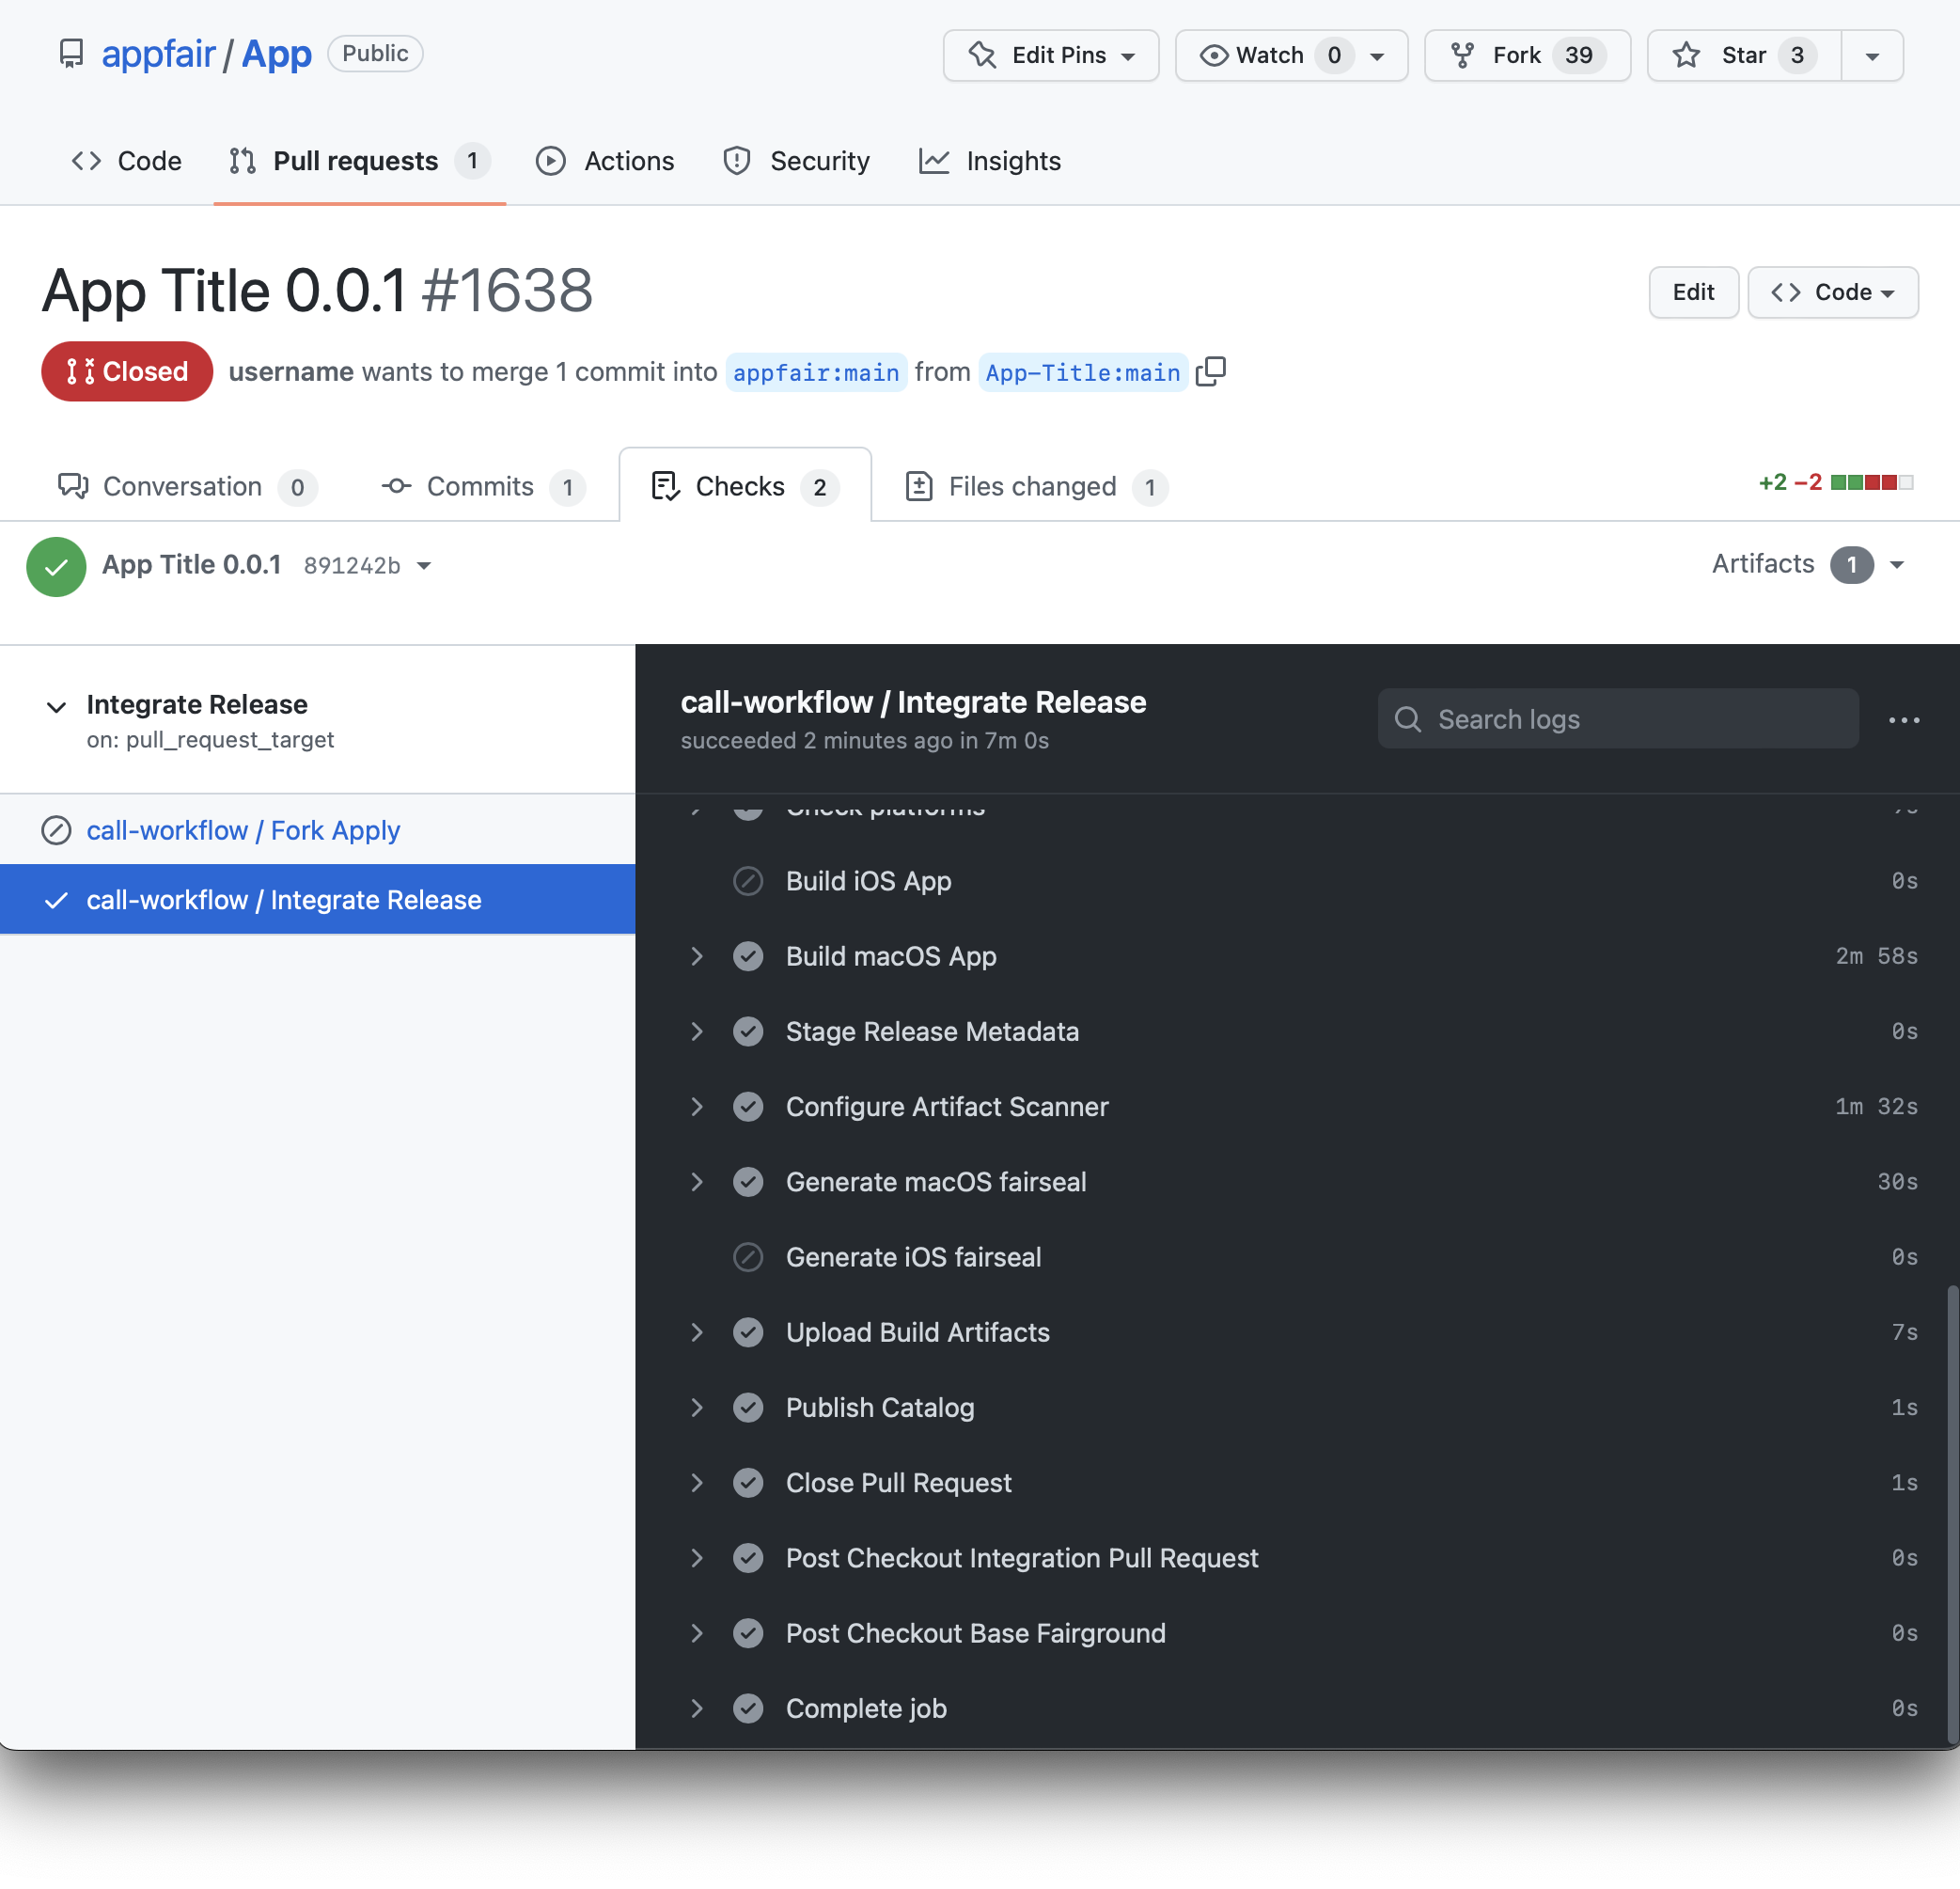 appfair / App Public Edit Pins Watch 0 Fork 39 Star 3
Code Pull requests 1 Actions Security Insights
App Title 0.0.1 #1638 Edit Code
Closed username wants to merge 1 commit into appfair:main from App-Title:main
Conversation 0 Commits 1 Checks 2 Files changed 1 +2 −2
App Title 0.0.1 891242b Artifacts 1
Integrate Release
on: pull_request_target
call-workflow / Fork Apply
call-workflow / Integrate Release
call-workflow / Integrate Release
succeeded 2 minutes ago in 7m 0s
Search logs
Check platforms
Build iOS App 0s
Build macOS App 2m 58s
Stage Release Metadata 0s
Configure Artifact Scanner 1m 32s
Generate macOS fairseal 30s
Generate iOS fairseal 0s
Upload Build Artifacts 7s
Publish Catalog 1s
Close Pull Request 1s
Post Checkout Integration Pull Request 0s
Post Checkout Base Fairground 0s
Complete job 0s